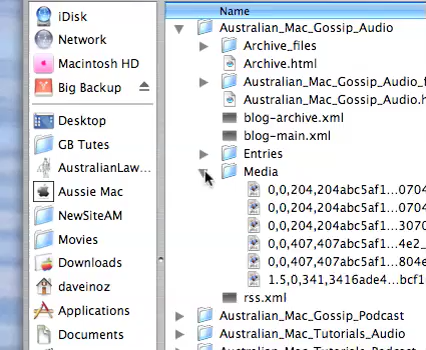 iDisk
Network
Macintosh HD
Big Backup
Desktop
GB Tutes
AustralianLaw...
Aussie Mac
NewSiteAM
Movies
Downloads
daveinoz
Applications
Documents
Name
Australian_Mac_Gossip_Audio
Archive_files
Archive.html
Australian_Mac_Gossip_Audio_f
Australian_Mac_Gossip_Audio.h
blog-archive.xml
blog-main.xml
Entries
Media
0,0,204,204abc5af1...0704
0,0,204,204abc5af1...0704
0,0,204,204abc5af1...3070
0,0,407,407abc5af1...4e2_
0,0,407,407abc5af1...804e
1.5,0,341,3416ade4...bcf1
rss.xml
Australian_Mac_Gossip_Podcast
Australian_Mac_Tutorials_Audio
Australian_Mac_Tutorials_Podcast